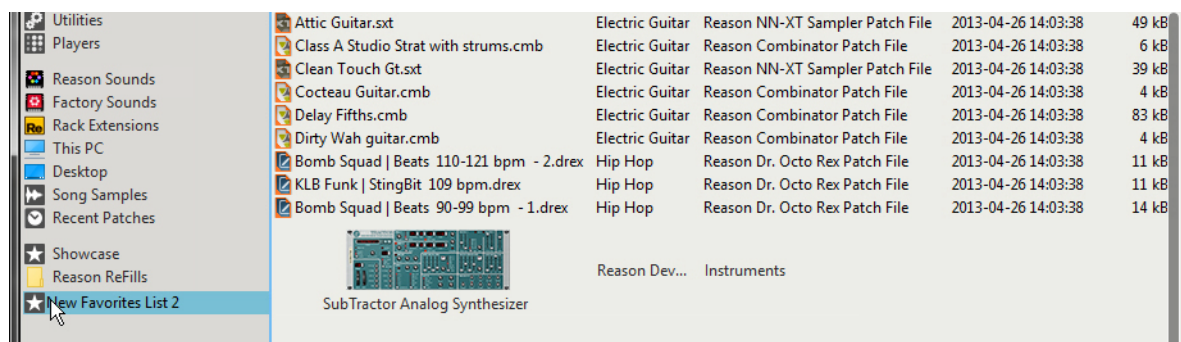 Utilities
Players
Reason Sounds
Factory Sounds
Re Rack Extensions
This PC
Desktop
Song Samples
Recent Patches
Showcase
Reason ReFills
New Favorites List 2
Attic Guitar.sxt Electric Guitar Reason NN-XT Sampler Patch File 2013-04-26 14:03:38 49 kB
Class A Studio Strat with strums.cmb Electric Guitar Reason Combinator Patch File 2013-04-26 14:03:38 6 kB
Clean Touch Gt.sxt Electric Guitar Reason NN-XT Sampler Patch File 2013-04-26 14:03:38 39 kB
Cocteau Guitar.cmb Electric Guitar Reason Combinator Patch File 2013-04-26 14:03:38 4 kB
Delay Fifths.cmb Electric Guitar Reason Combinator Patch File 2013-04-26 14:03:38 83 kB
Dirty Wah guitar.cmb Electric Guitar Reason Combinator Patch File 2013-04-26 14:03:38 4 kB
Bomb Squad | Beats 110-121 bpm - 2.drex Hip Hop Reason Dr. Octo Rex Patch File 2013-04-26 14:03:38 11 kB
KLB Funk | StingBit 109 bpm.drex Hip Hop Reason Dr. Octo Rex Patch File 2013-04-26 14:03:38 11 kB
Bomb Squad | Beats 90-99 bpm - 1.drex Hip Hop Reason Dr. Octo Rex Patch File 2013-04-26 14:03:38 14 kB
Reason Dev... Instruments
SubTractor Analog Synthesizer